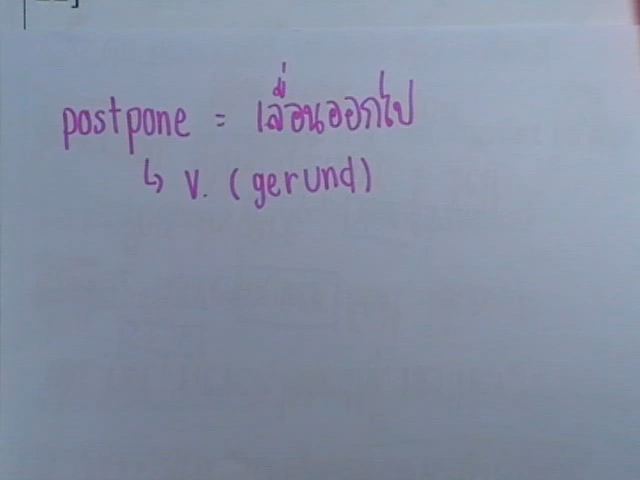 postpone = เลื่อนออกไป
↳ v. (gerund)